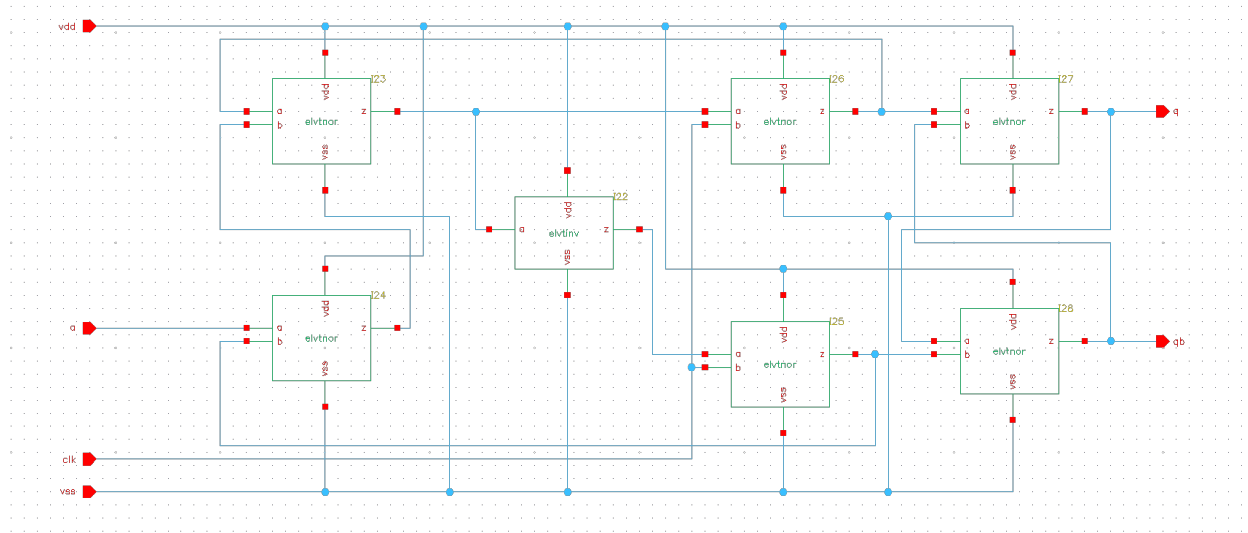 vdd
I23
vdd
a
z
elvtnor
b
vss
I26
vdd
a
z
elvtnor
b
vss
I27
vdd
a
z
elvtnor
b
vss
q
I22
vdd
a
z
elvtinv
vss
I24
vdd
a
a
z
elvtnor
b
vss
I25
vdd
a
z
elvtnor
b
vss
I28
vdd
a
z
elvtnor
b
vss
qb
clk
vss